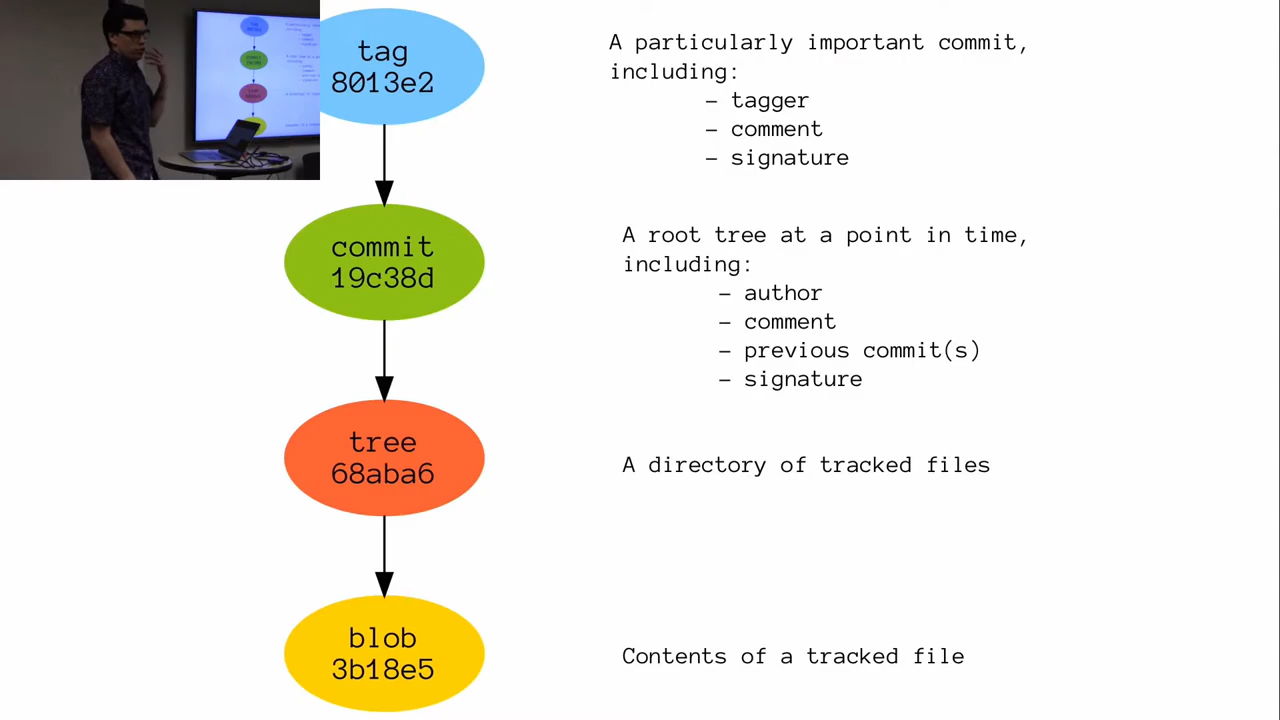 tag
8013e2
A particularly important commit,
including:
- tagger
- comment
- signature
commit
19c38d
A root tree at a point in time,
including:
- author
- comment
- previous commit(s)
- signature
tree
68aba6
A directory of tracked files
blob
3b18e5
Contents of a tracked file